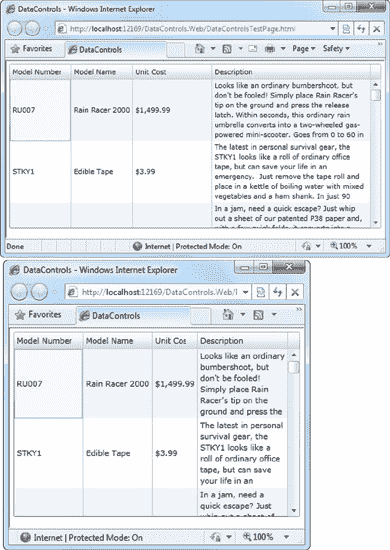 DataControls - Windows Internet Explorer
http://localhost:12169/DataControls.Web/DataControlsTestPage.html
Favorites DataControls Page Safety
Model Number Model Name Unit Cost Description
RU007 Rain Racer 2000 $1,499.99
Looks like an ordinary bumbershoot, but
don't be fooled! Simply place Rain Racer's
tip on the ground and press the release
latch. Within seconds, this ordinary rain
umbrella converts into a two-wheeled gas-
powered mini-scooter. Goes from 0 to 60 in
STKY1 Edible Tape $3.99
The latest in personal survival gear, the
STKY1 looks like a roll of ordinary office
tape, but can save your life in an
emergency. Just remove the tape roll and
place in a kettle of boiling water with mixed
vegetables and a ham shank. In just 90
In a jam, need a quick escape? Just whip
out a sheet of our patented P38 paper and,
Done Internet | Protected Mode: On 100%
DataControls - Windows Internet Explorer
http://localhost:12169/DataControls.Web/
Favorites DataControls
Model Number Model Name Unit Cos Description
RU007 Rain Racer 2000 $1,499.99
Looks like an ordinary
bumbershoot, but
don't be fooled!
Simply place Rain
Racer's tip on the
ground and press the
STKY1 Edible Tape $3.99
The latest in personal
survival gear, the
STKY1 looks like a
roll of ordinary office
tape, but can save
your life in an
In a jam, need a
quick escape? Just
Internet | Protected Mode: On 100%